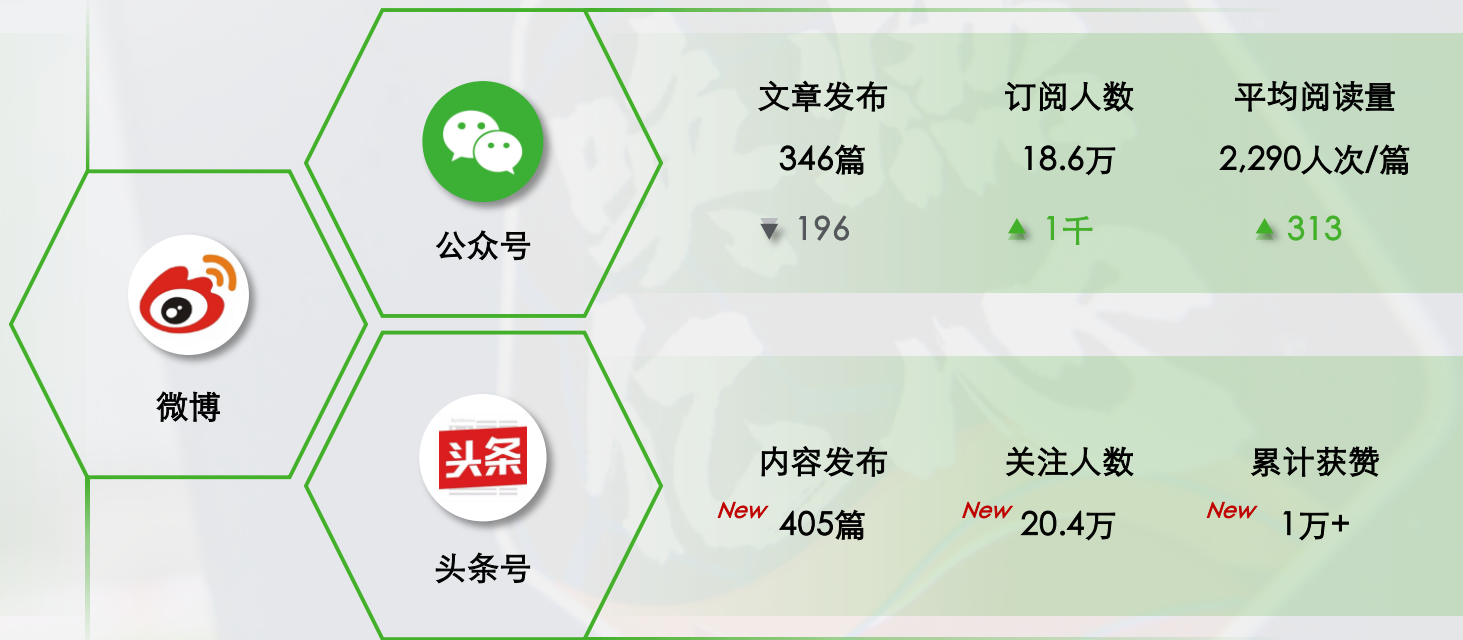 文章发布 订阅人数 平均阅读量
346篇 18.6万 2,290人次/篇
196 1千 313
公众号
微博
头条
头条号
内容发布 关注人数 累计获赞
New 405篇 New 20.4万 New 1万+